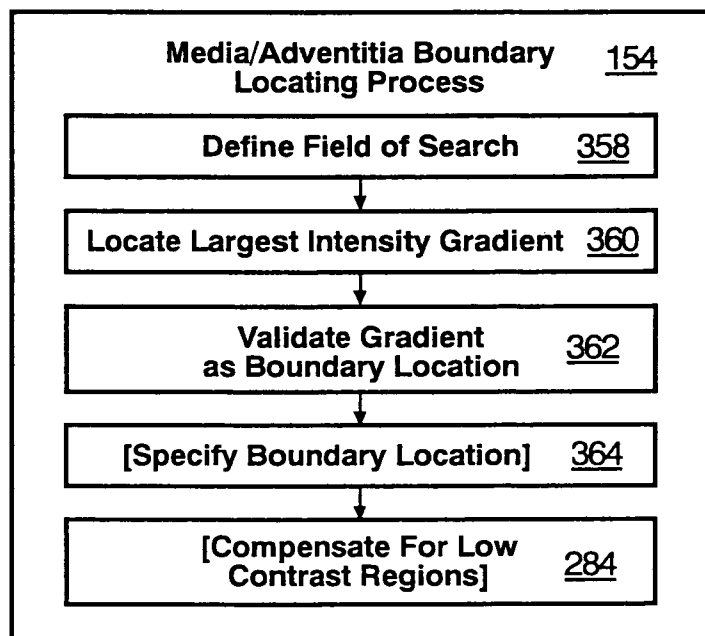 Media/Adventitia Boundary 154
Locating Process
Define Field of Search 358
Locate Largest Intensity Gradient 360
Validate Gradient 362
as Boundary Location
[Specify Boundary Location] 364
[Compensate For Low 284
Contrast Regions]